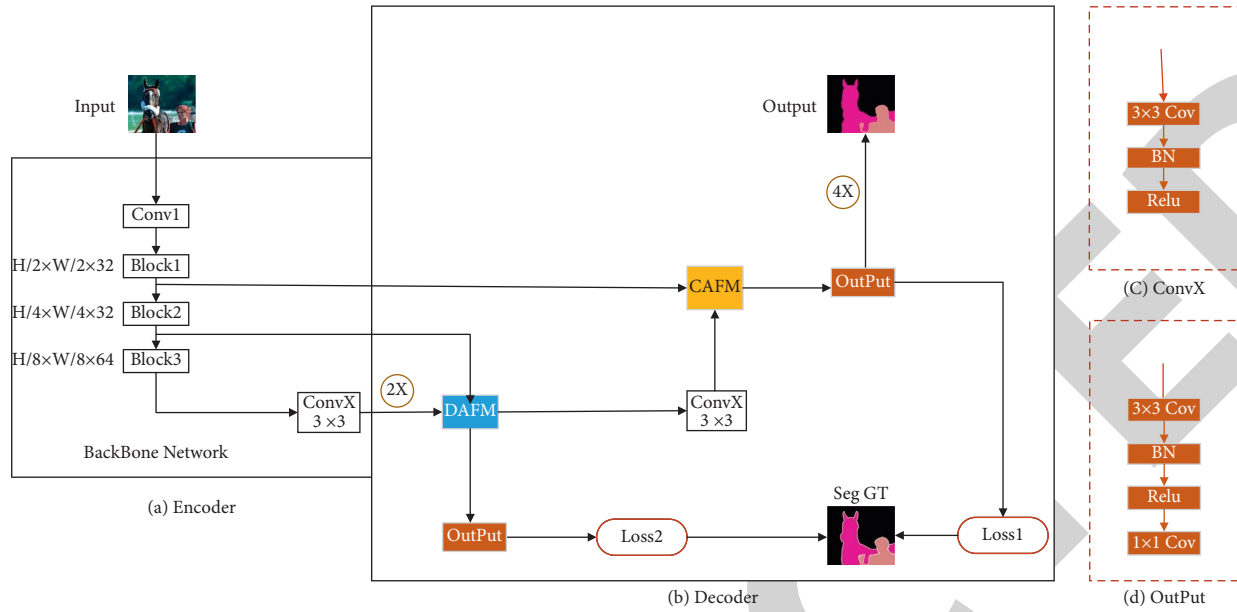 Input
Conv1
H/2×W/2×32
Block1
H/4×W/4×32
Block2
H/8×W/8×64
Block3
ConvX
3 ×3
BackBone Network
(a) Encoder
2X
DAFM
OutPut
Loss2
ConvX
3 ×3
CAFM
OutPut
4X
Output
Seg GT
Loss1
(b) Decoder
3×3 Cov
BN
Relu
(C) ConvX
3×3 Cov
BN
Relu
1×1 Cov
(d) OutPut